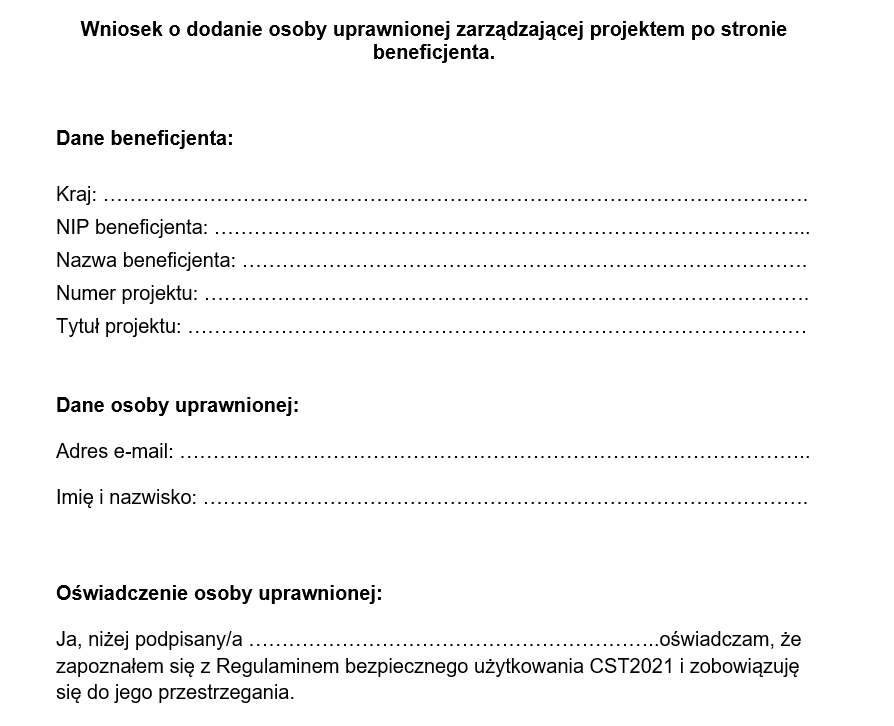 Wniosek o dodanie osoby uprawnionej zarządzającej projektem po stronie
beneficjenta.
Dane beneficjenta:
Kraj: …………………………………………………………………………………………….
NIP beneficjenta: ……………………………………………………………………………...
Nazwa beneficjenta: ………………………………………………………………………….
Numer projektu: ……………………………………………………………………………….
Tytuł projektu: …………………………………………………………………………………
Dane osoby uprawnionej:
Adres e-mail: …………………………………………………………………………………..
Imię i nazwisko: ……………………………………………………………………………….
Oświadczenie osoby uprawnionej:
Ja, niżej podpisany/a ……………………………………………………..oświadczam, że
zapoznałem się z Regulaminem bezpiecznego użytkowania CST2021 i zobowiązuję
się do jego przestrzegania.